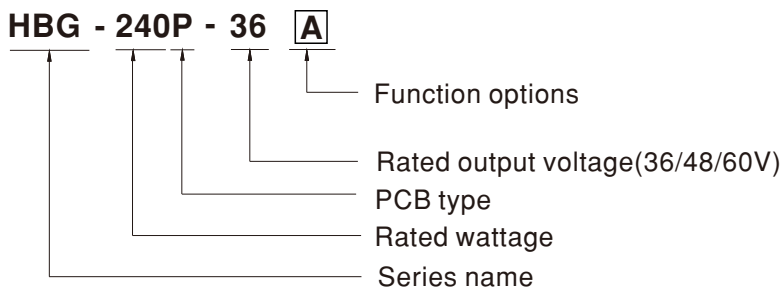 HBG - 240P - 36 A
Function options
Rated output voltage(36/48/60V)
PCB type
Rated wattage
Series name